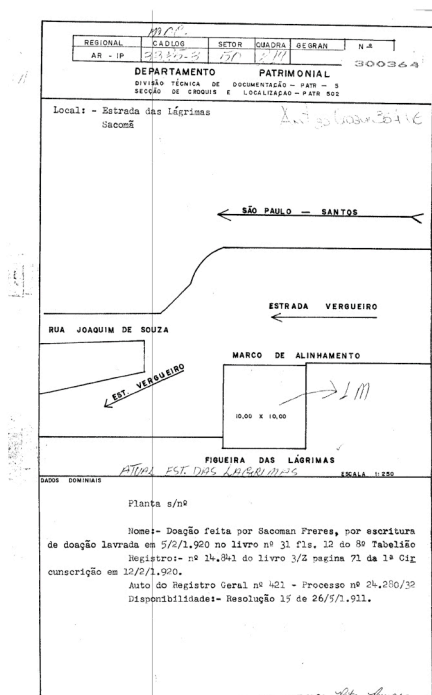 REGIONAL CADLOG SETOR QUADRA GEGRAN Nº
AR - IP 50 300364
DEPARTAMENTO PATRIMONIAL
DIVISÃO TÉCNICA DE DOCUMENTAÇÃO — PATR — 5
SECÇÃO DE CROQUIS E LOCALIZAÇÃO — PATR 502
Local: - Estrada das Lágrimas
Sacomã
SÃO PAULO — SANTOS
ESTRADA VERGUEIRO
RUA JOAQUIM DE SOUZA
EST. VERGUEIRO
MARCO DE ALINHAMENTO
1 M
10,00 X 10,00
FIGUEIRA DAS LÁGRIMAS
ATUAL EST. DAS LAGRIMAS ESCALA 1:250
DADOS DOMINIAIS
Planta s/nº
Nome:- Doação feita por Sacoman Freres, por escritura
de doação lavrada em 5/2/1.920 no livro nº 31 fls. 12 do 8º Tabelião
Registro:- nº 14.841 do livro 3/Z pagina 71 da 1ª Cir
cunscrição em 12/2/1.920.
Auto do Registro Geral nº 421 - Processo nº 24.280/32
Disponibilidade:- Resolução 15 de 26/5/1.911.